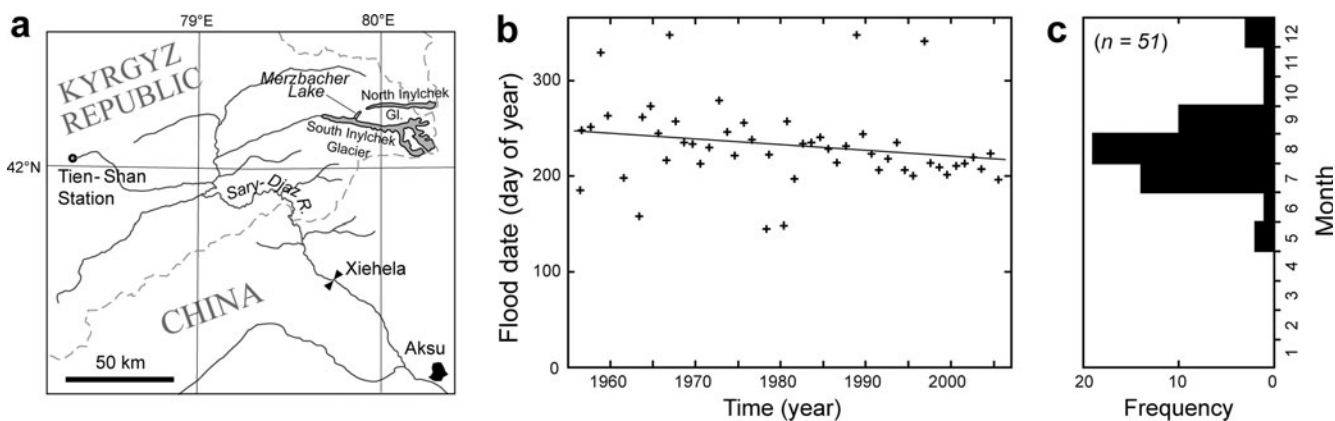 a
79°E
80°E
KYRGYZ
REPUBLIC
Merzbacher
Lake
North Inylchek
Gl.
South Inylchek
Glacier
42°N
Tien-Shan
Station
Sary-Djaz R.
Xiehela
CHINA
Aksu
50 km
b
Flood date (day of year)
300
200
100
0
1960
1970
1980
1990
2000
Time (year)
c
(n = 51)
12
11
10
9
8
7
6
5
4
3
2
1
Month
20
10
0
Frequency